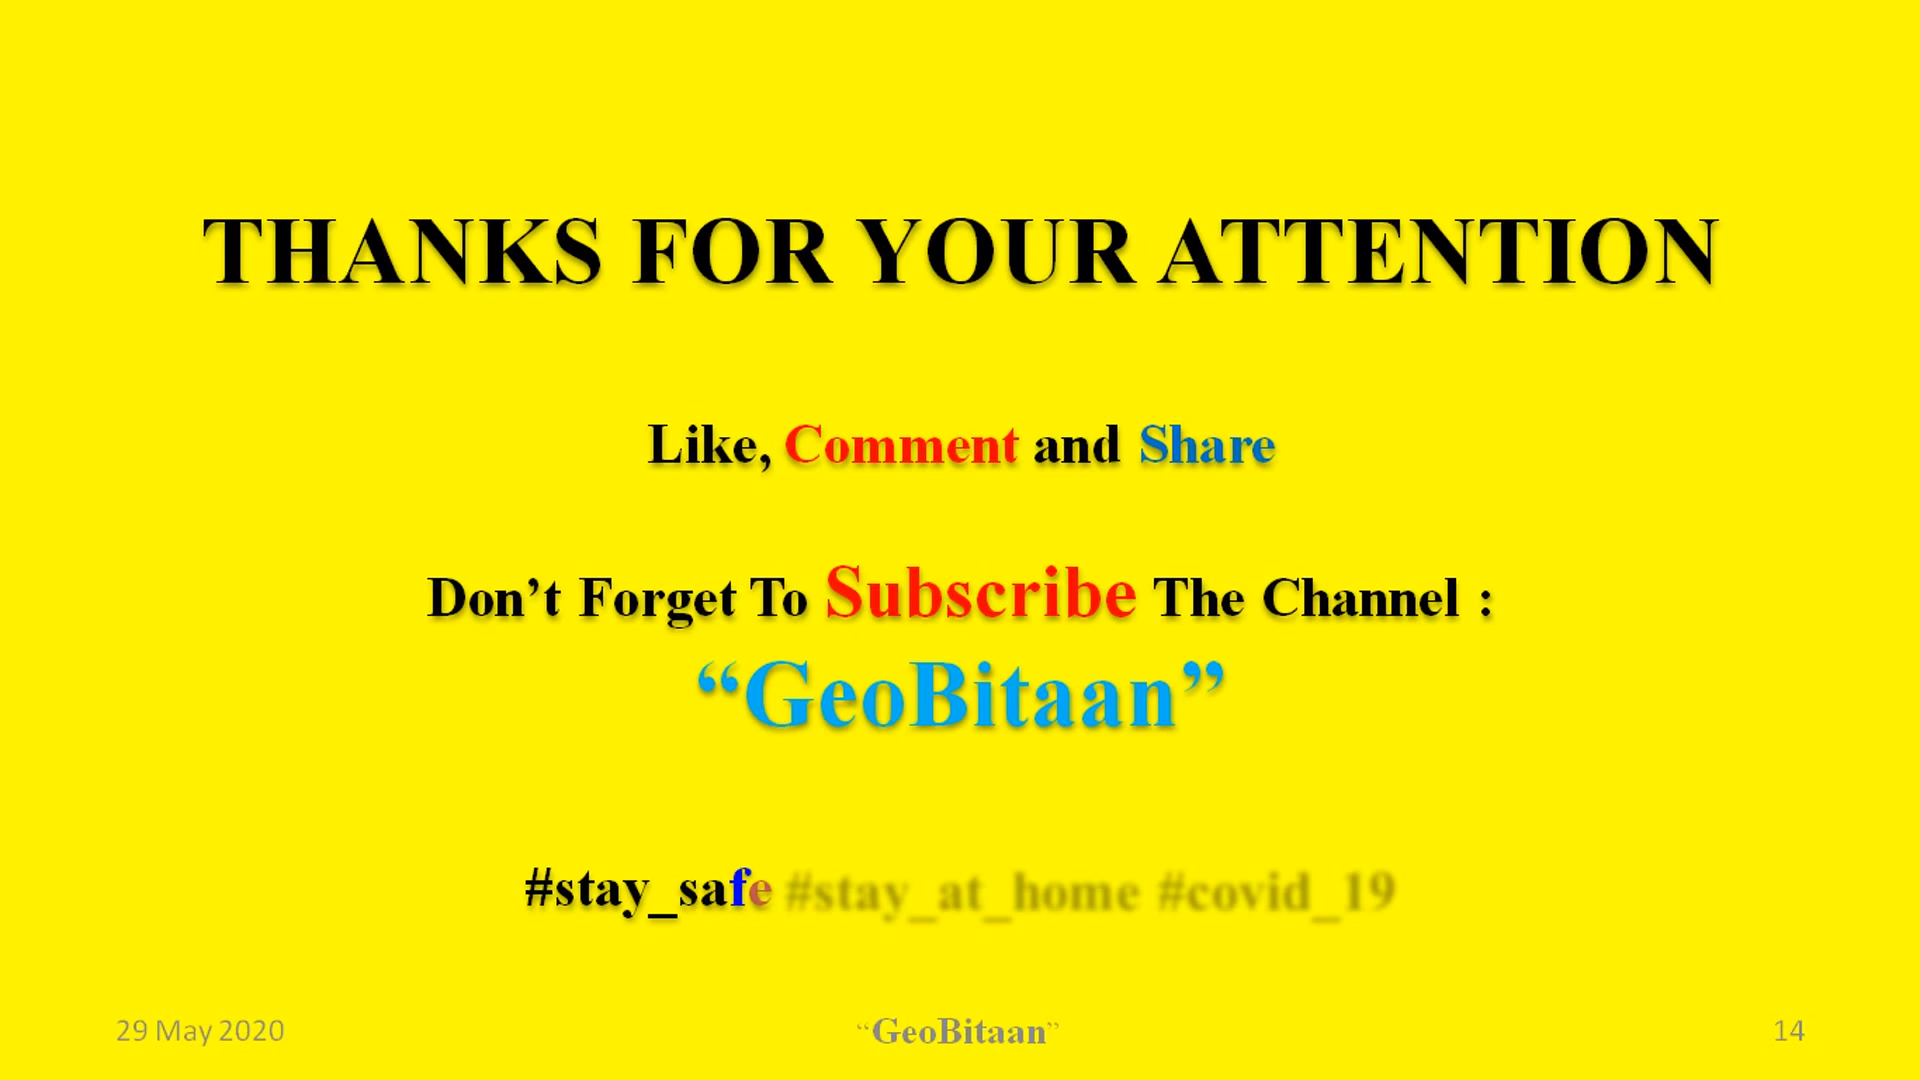 THANKS FOR YOUR ATTENTION
Like, Comment and Share
Don’t Forget To Subscribe The Channel :
“GeoBitaan”
#stay_safe #stay_at_home #covid_19
29 May 2020
“GeoBitaan”
14